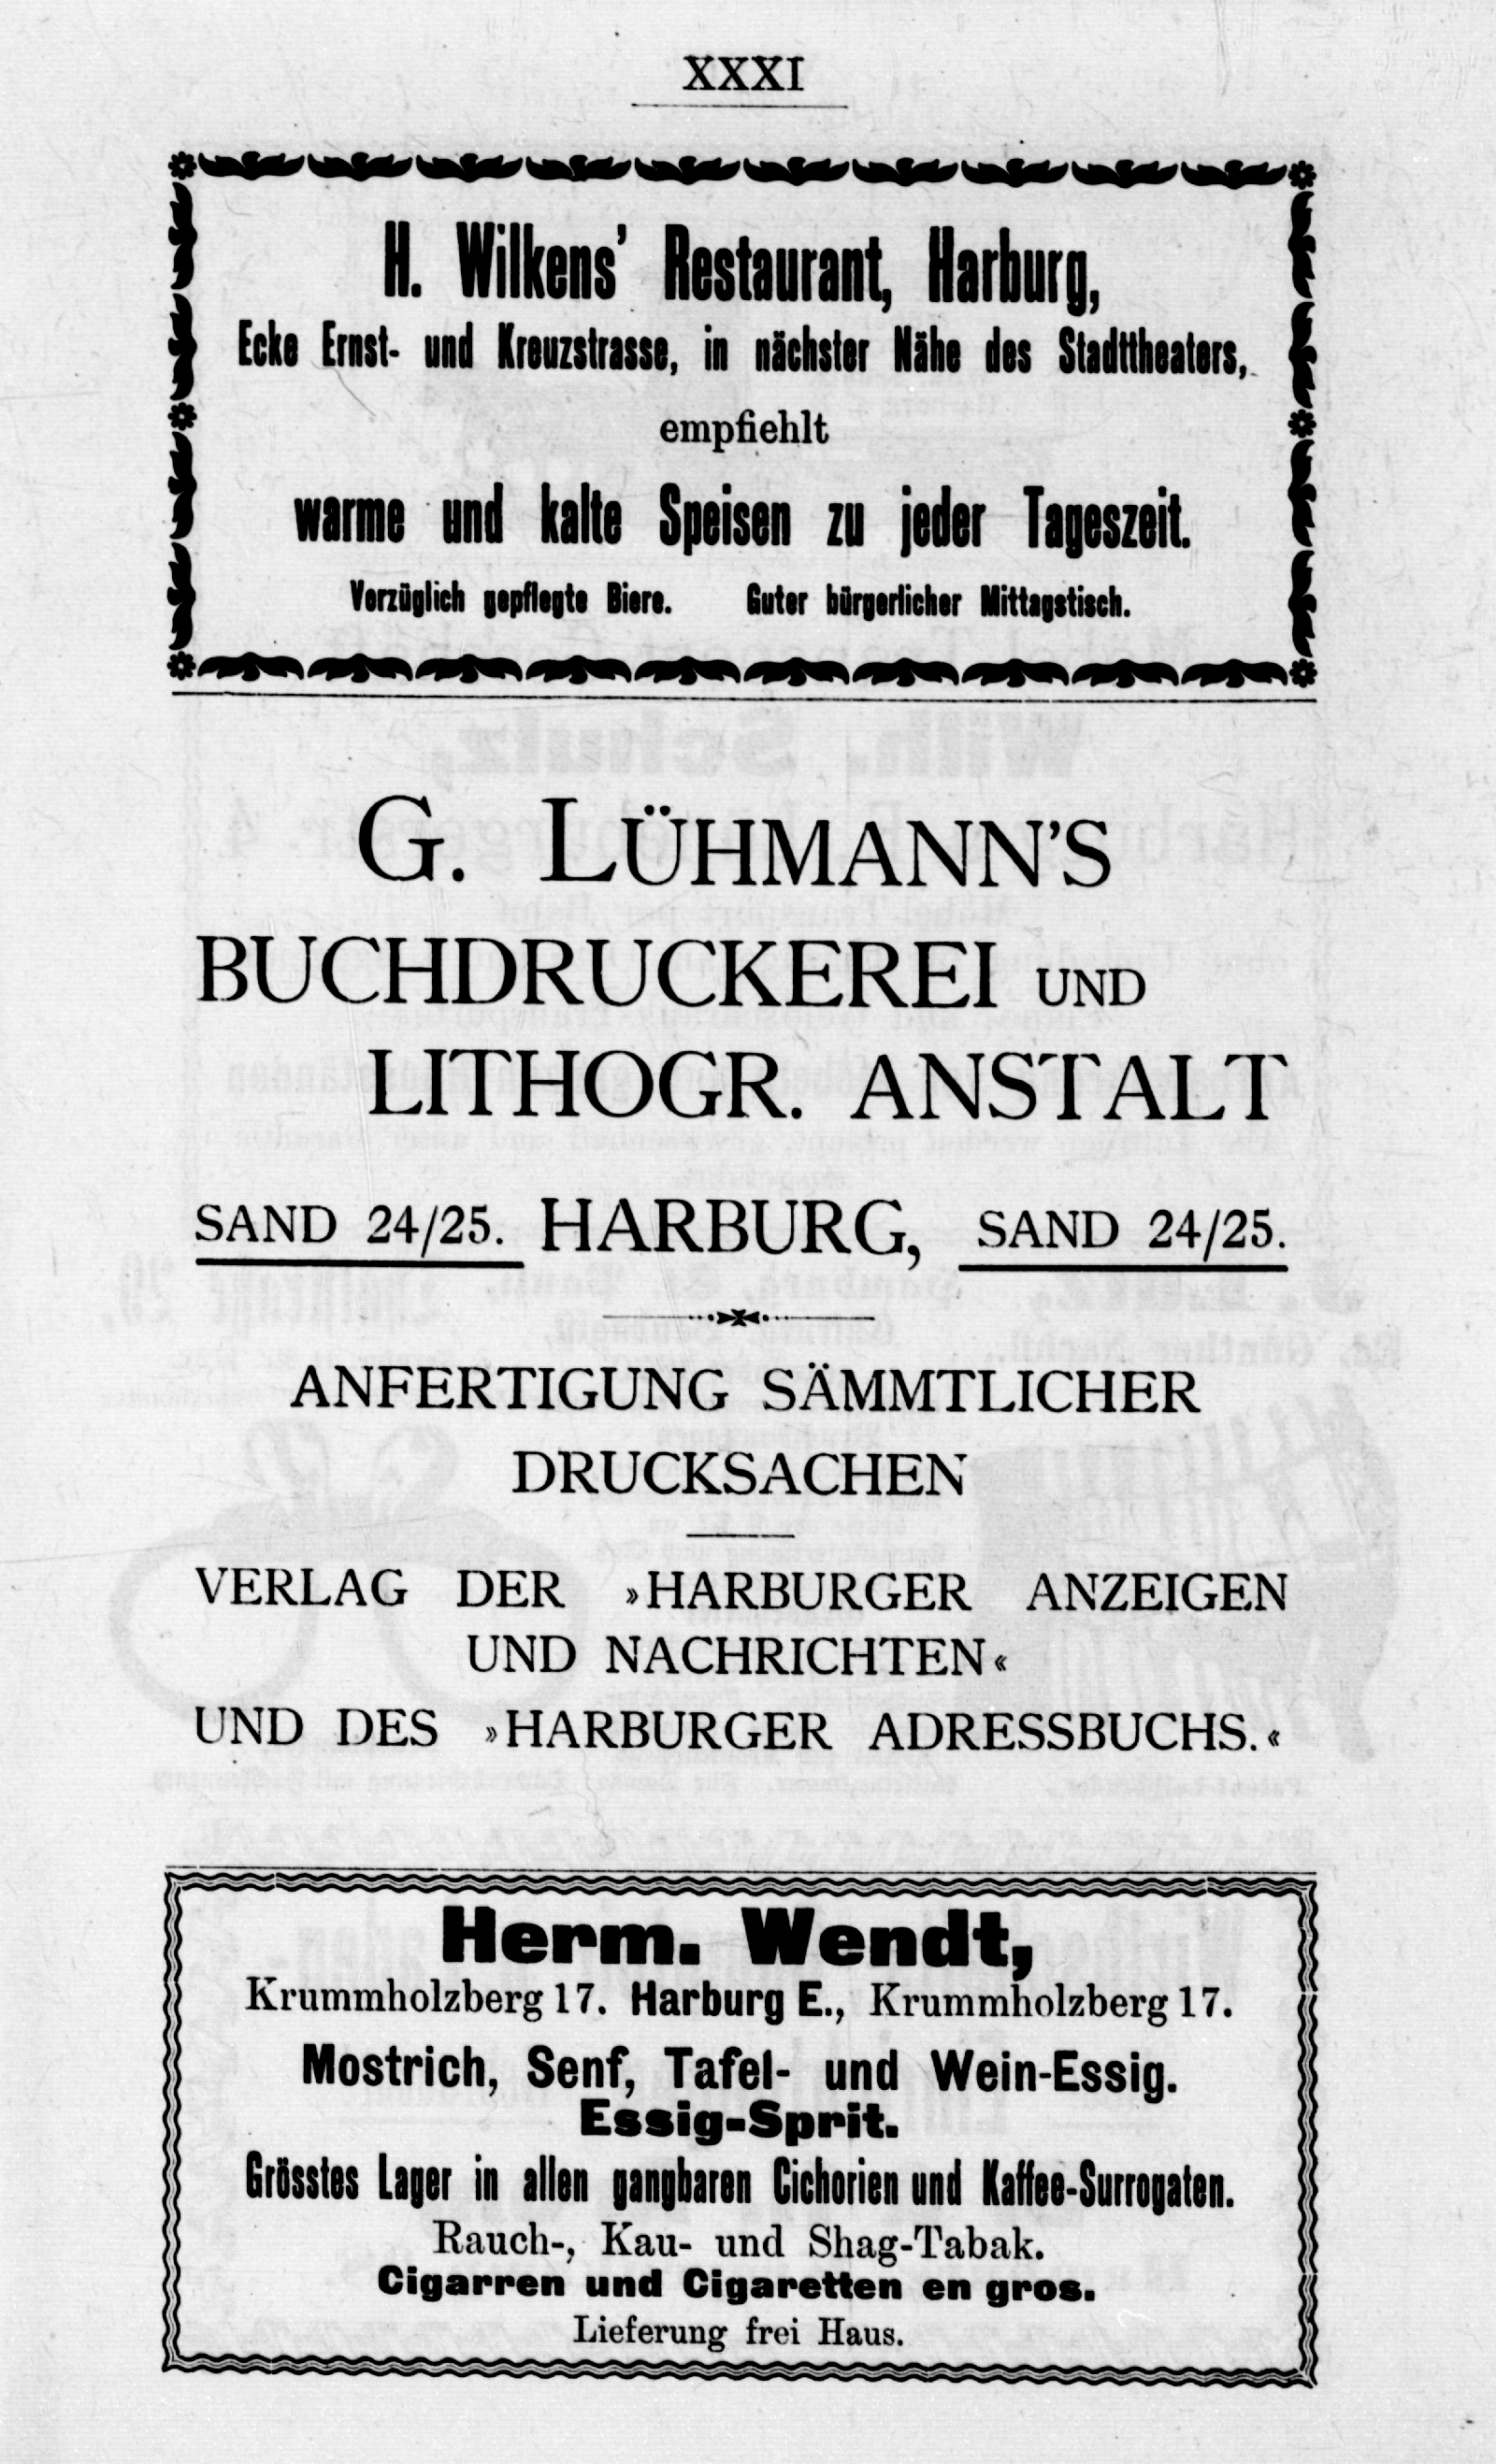 XXXI
H. Wilkens' Restaurant, Harburg,
Ecke Ernst- und Kreuzstrasse, in nächster Nähe des Stadttheaters,
empfiehlt
warme und kalte Speisen zu jeder Tageszeit.
Vorzüglich gepflegte Biere. Guter bürgerlicher Mittagstisch.
G. LÜHMANN'S
BUCHDRUCKEREI UND
LITHOGR. ANSTALT
SAND 24/25. HARBURG, SAND 24/25.
ANFERTIGUNG SÄMMTLICHER
DRUCKSACHEN
VERLAG DER »HARBURGER ANZEIGEN
UND NACHRICHTEN«
UND DES »HARBURGER ADRESSBUCHS.«
Herm. Wendt,
Krummholzberg 17. Harburg E., Krummholzberg 17.
Mostrich, Senf, Tafel- und Wein-Essig.
Essig-Sprit.
Grösstes Lager in allen gangbaren Cichorien und Kaffee-Surrogaten.
Rauch-, Kau- und Shag-Tabak.
Cigarren und Cigaretten en gros.
Lieferung frei Haus.